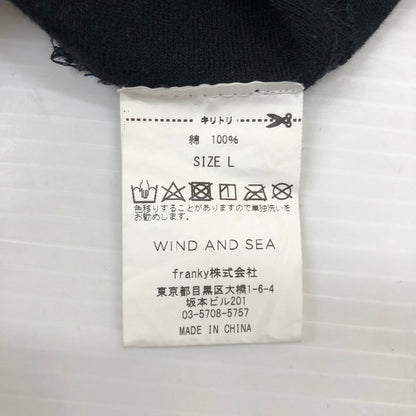 キリトリ
綿 100%
SIZE L
色移りすることがありますので単独洗いを
お勧めします。
WIND AND SEA
franky株式会社
東京都目黒区大橋1-6-4
坂本ビル201
03-5708-5757
MADE IN CHINA